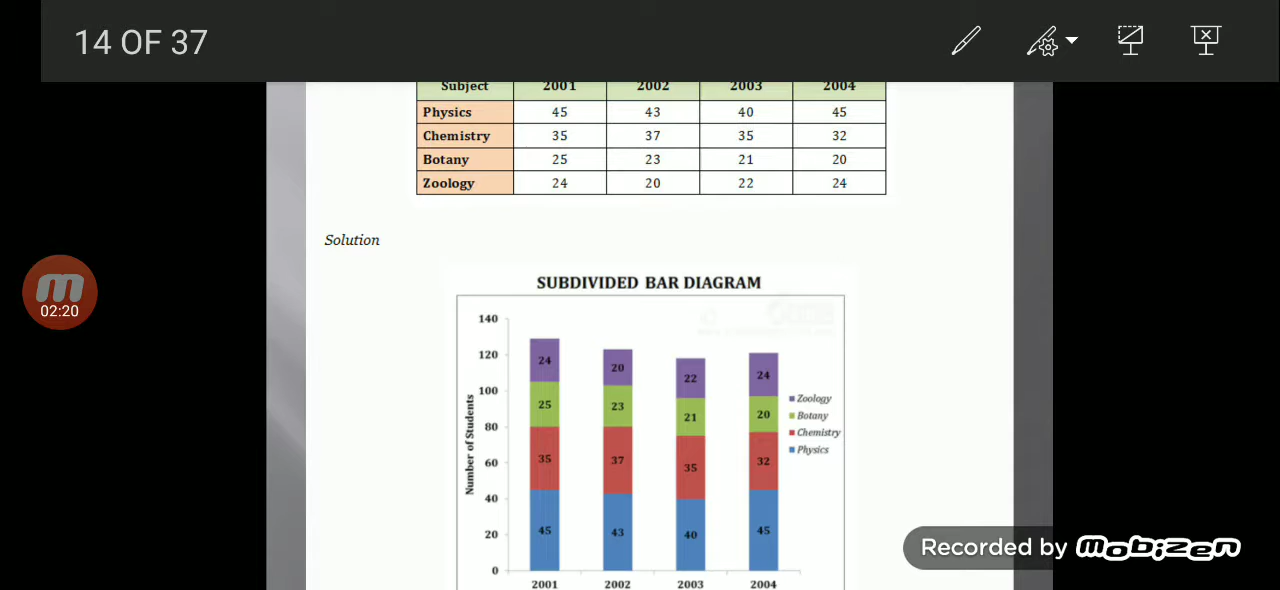 14 OF 37
Subject 2001 2002 2003 2004
Physics 45 43 40 45
Chemistry 35 37 35 32
Botany 25 23 21 20
Zoology 24 20 22 24
Solution
02:20
SUBDIVIDED BAR DIAGRAM
Number of Students
140
120
100
80
60
40
20
0
24 20 22 24
25 23 21 20
35 37 35 32
45 43 40 45
2001 2002 2003 2004
Zoology
Botany
Chemistry
Physics
Recorded by mobizen